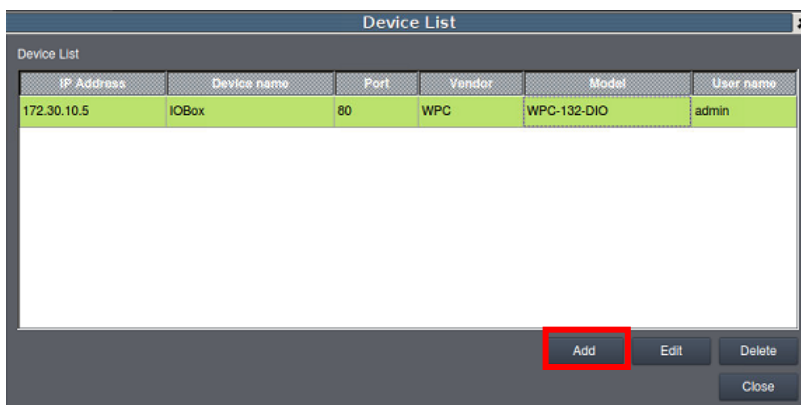 Device List
Device List
IP Address Device name Port Vendor Model User name
172.30.10.5 IOBox 80 WPC WPC-132-DIO admin
Add Edit Delete
Close